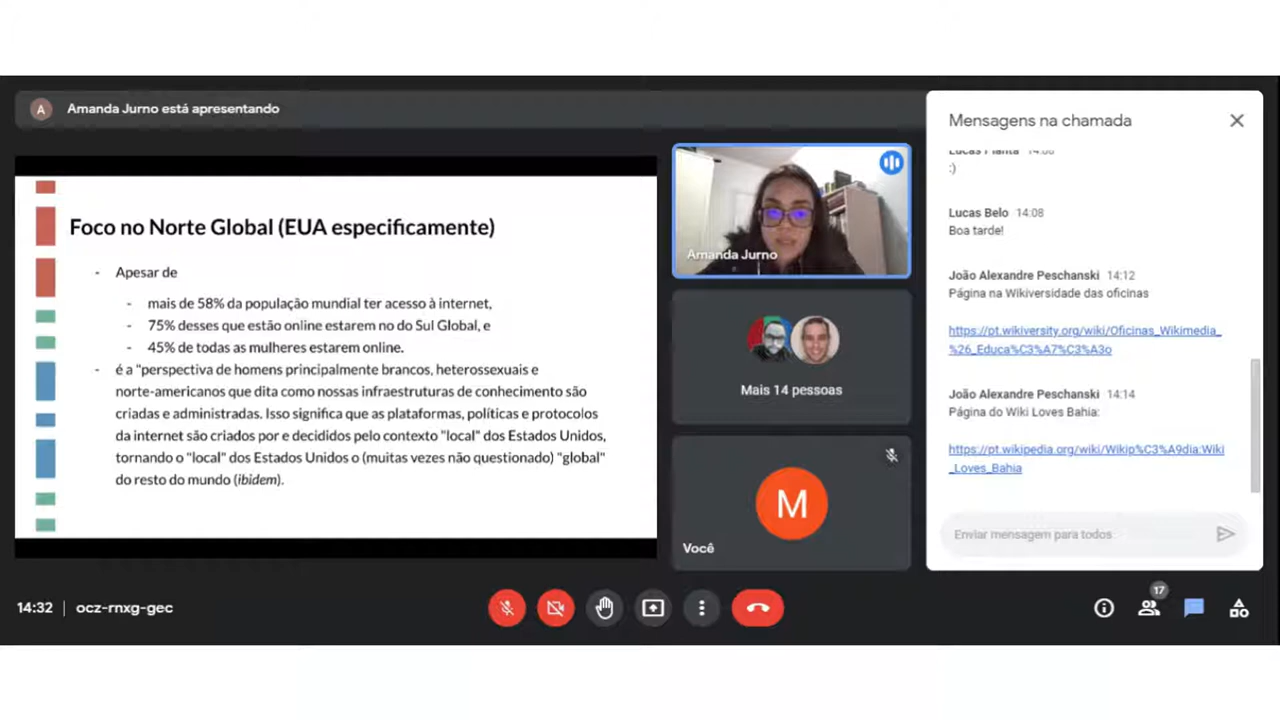 A
Amanda Jurno está apresentando
Foco no Norte Global (EUA especificamente)
- Apesar de
- mais de 58% da população mundial ter acesso à internet,
- 75% desses que estão online estarem no do Sul Global, e
- 45% de todas as mulheres estarem online.
- é a "perspectiva de homens principalmente brancos, heterossexuais e
norte-americanos que dita como nossas infraestruturas de conhecimento são
criadas e administradas. Isso significa que as plataformas, políticas e protocolos
da internet são criados por e decididos pelo contexto "local" dos Estados Unidos,
tornando o "local" dos Estados Unidos o (muitas vezes não questionado) "global"
do resto do mundo (ibidem).
Amanda Jurno
Mais 14 pessoas
M
Você
Mensagens na chamada
Lucas Pianta 14:08
:)
Lucas Belo 14:08
Boa tarde!
João Alexandre Peschanski 14:12
Página na Wikiversidade das oficinas
https://pt.wikiversity.org/wiki/Oficinas_Wikimedia_
%26_Educa%C3%A7%C3%A3o
João Alexandre Peschanski 14:14
Página do Wiki Loves Bahia:
https://pt.wikipedia.org/wiki/Wikip%C3%A9dia:Wiki
_Loves_Bahia
Enviar mensagem para todos
14:32 | ocz-rnxg-gec
17